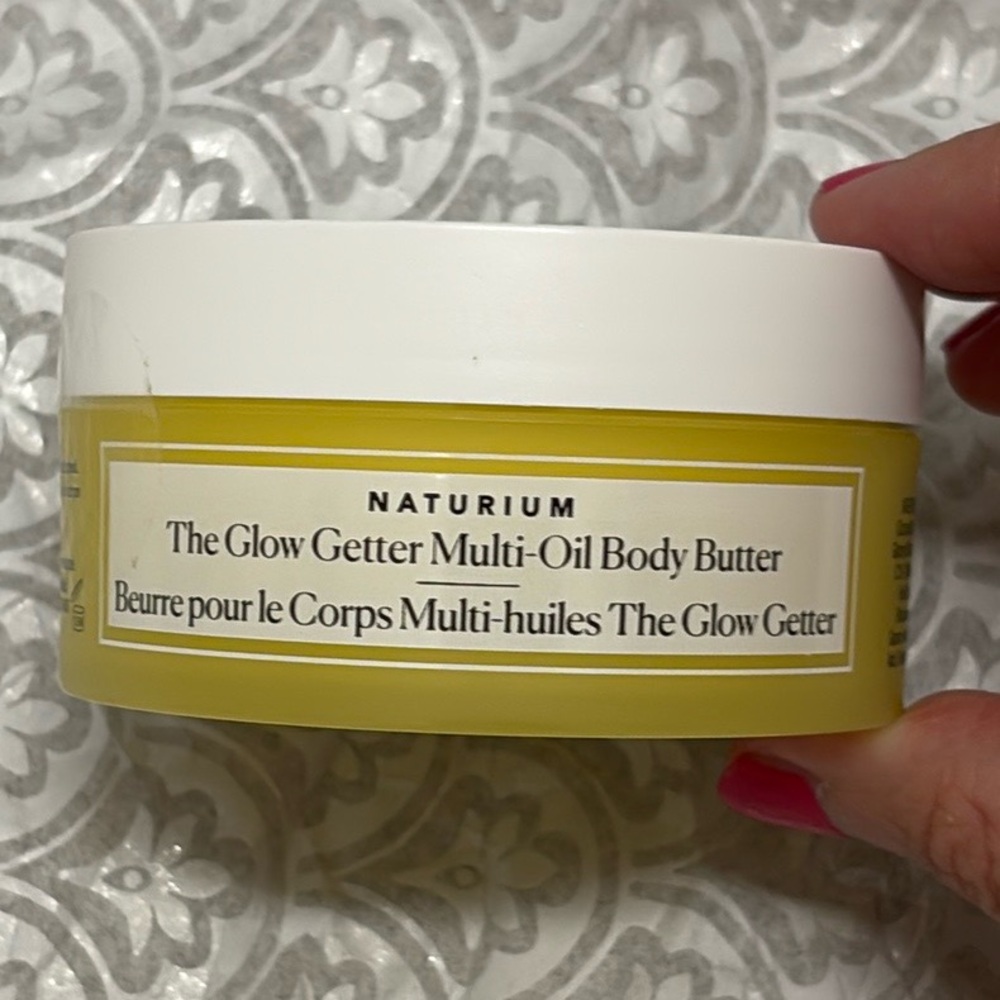 NATURIUM
The Glow Getter Multi-Oil Body Butter
Beurre pour le Corps Multi-huiles The Glow Getter